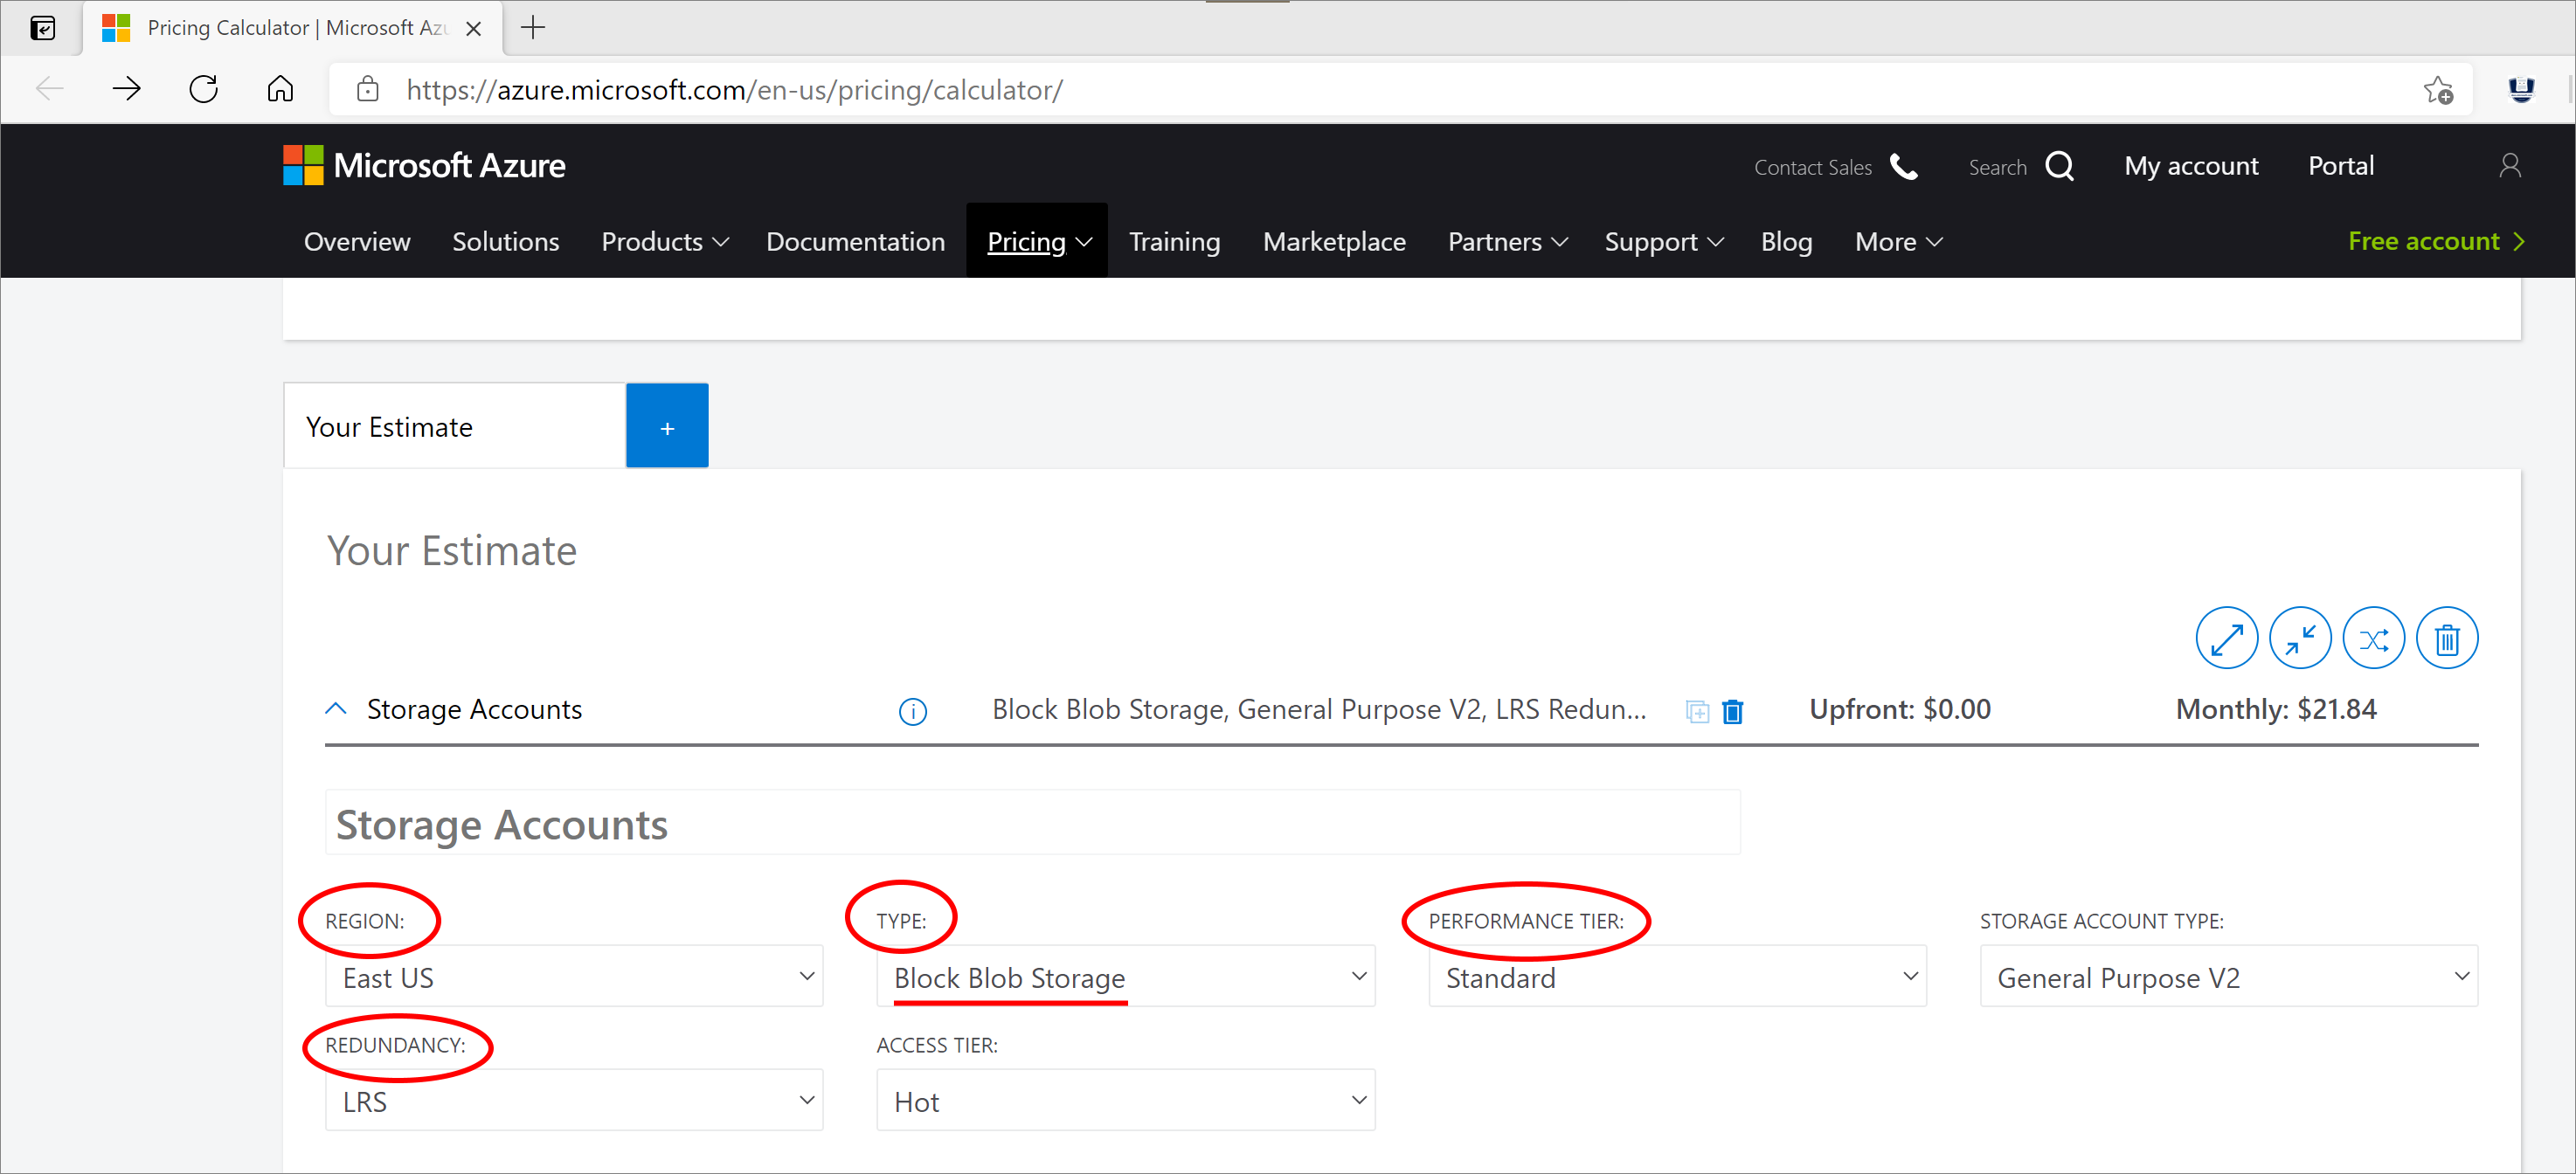 Pricing Calculator | Microsoft Azu
https://azure.microsoft.com/en-us/pricing/calculator/
Microsoft Azure
Contact Sales Search My account Portal
Overview Solutions Products Documentation Pricing Training Marketplace Partners Support Blog More Free account
Your Estimate +
Your Estimate
Storage Accounts i Block Blob Storage, General Purpose V2, LRS Redun... Upfront: $0.00 Monthly: $21.84
Storage Accounts
REGION: TYPE: PERFORMANCE TIER: STORAGE ACCOUNT TYPE:
East US Block Blob Storage Standard General Purpose V2
REDUNDANCY: ACCESS TIER:
LRS Hot